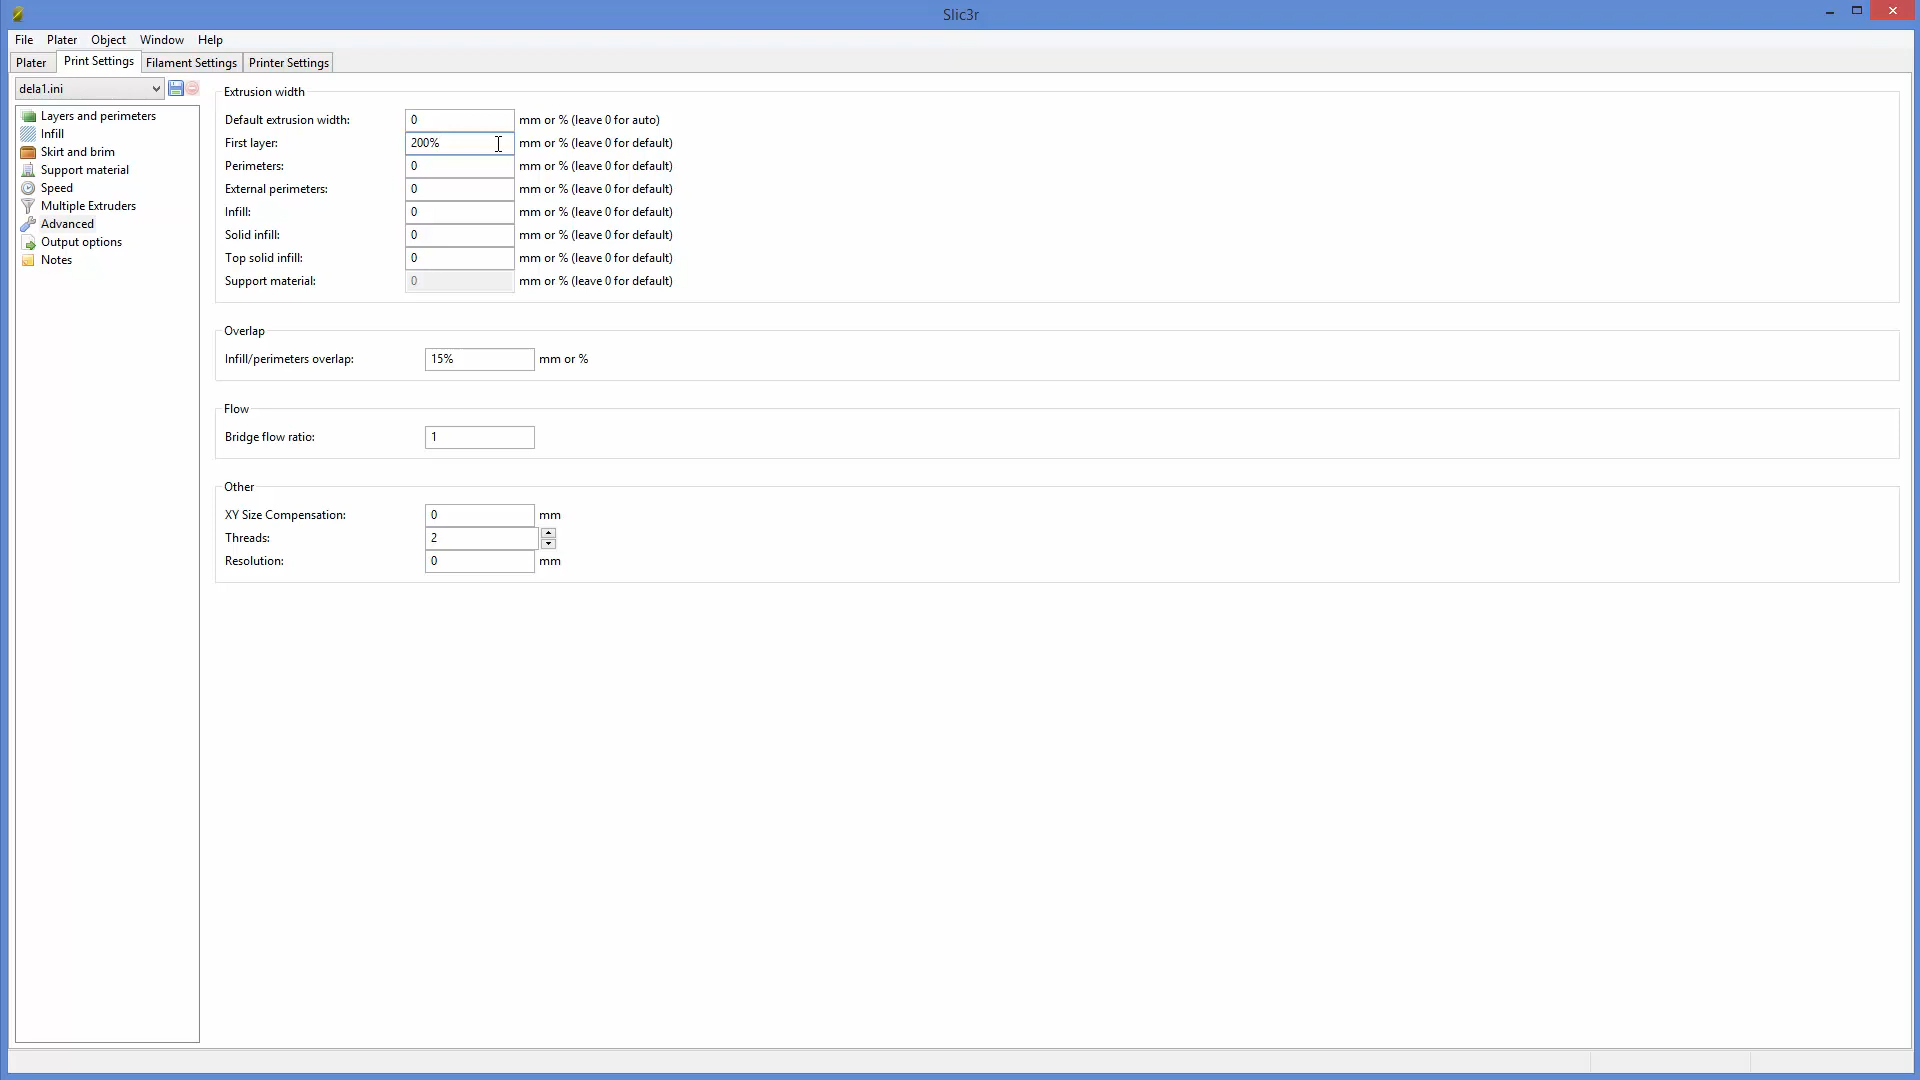 Slic3r
File Plater Object Window Help
Plater Print Settings Filament Settings Printer Settings
dela1.ini
Layers and perimeters
Infill
Skirt and brim
Support material
Speed
Multiple Extruders
Advanced
Output options
Notes
Extrusion width
Default extrusion width: 0 mm or % (leave 0 for auto)
First layer: 200% mm or % (leave 0 for default)
Perimeters: 0 mm or % (leave 0 for default)
External perimeters: 0 mm or % (leave 0 for default)
Infill: 0 mm or % (leave 0 for default)
Solid infill: 0 mm or % (leave 0 for default)
Top solid infill: 0 mm or % (leave 0 for default)
Support material: 0 mm or % (leave 0 for default)
Overlap
Infill/perimeters overlap: 15% mm or %
Flow
Bridge flow ratio: 1
Other
XY Size Compensation: 0 mm
Threads: 2
Resolution: 0 mm